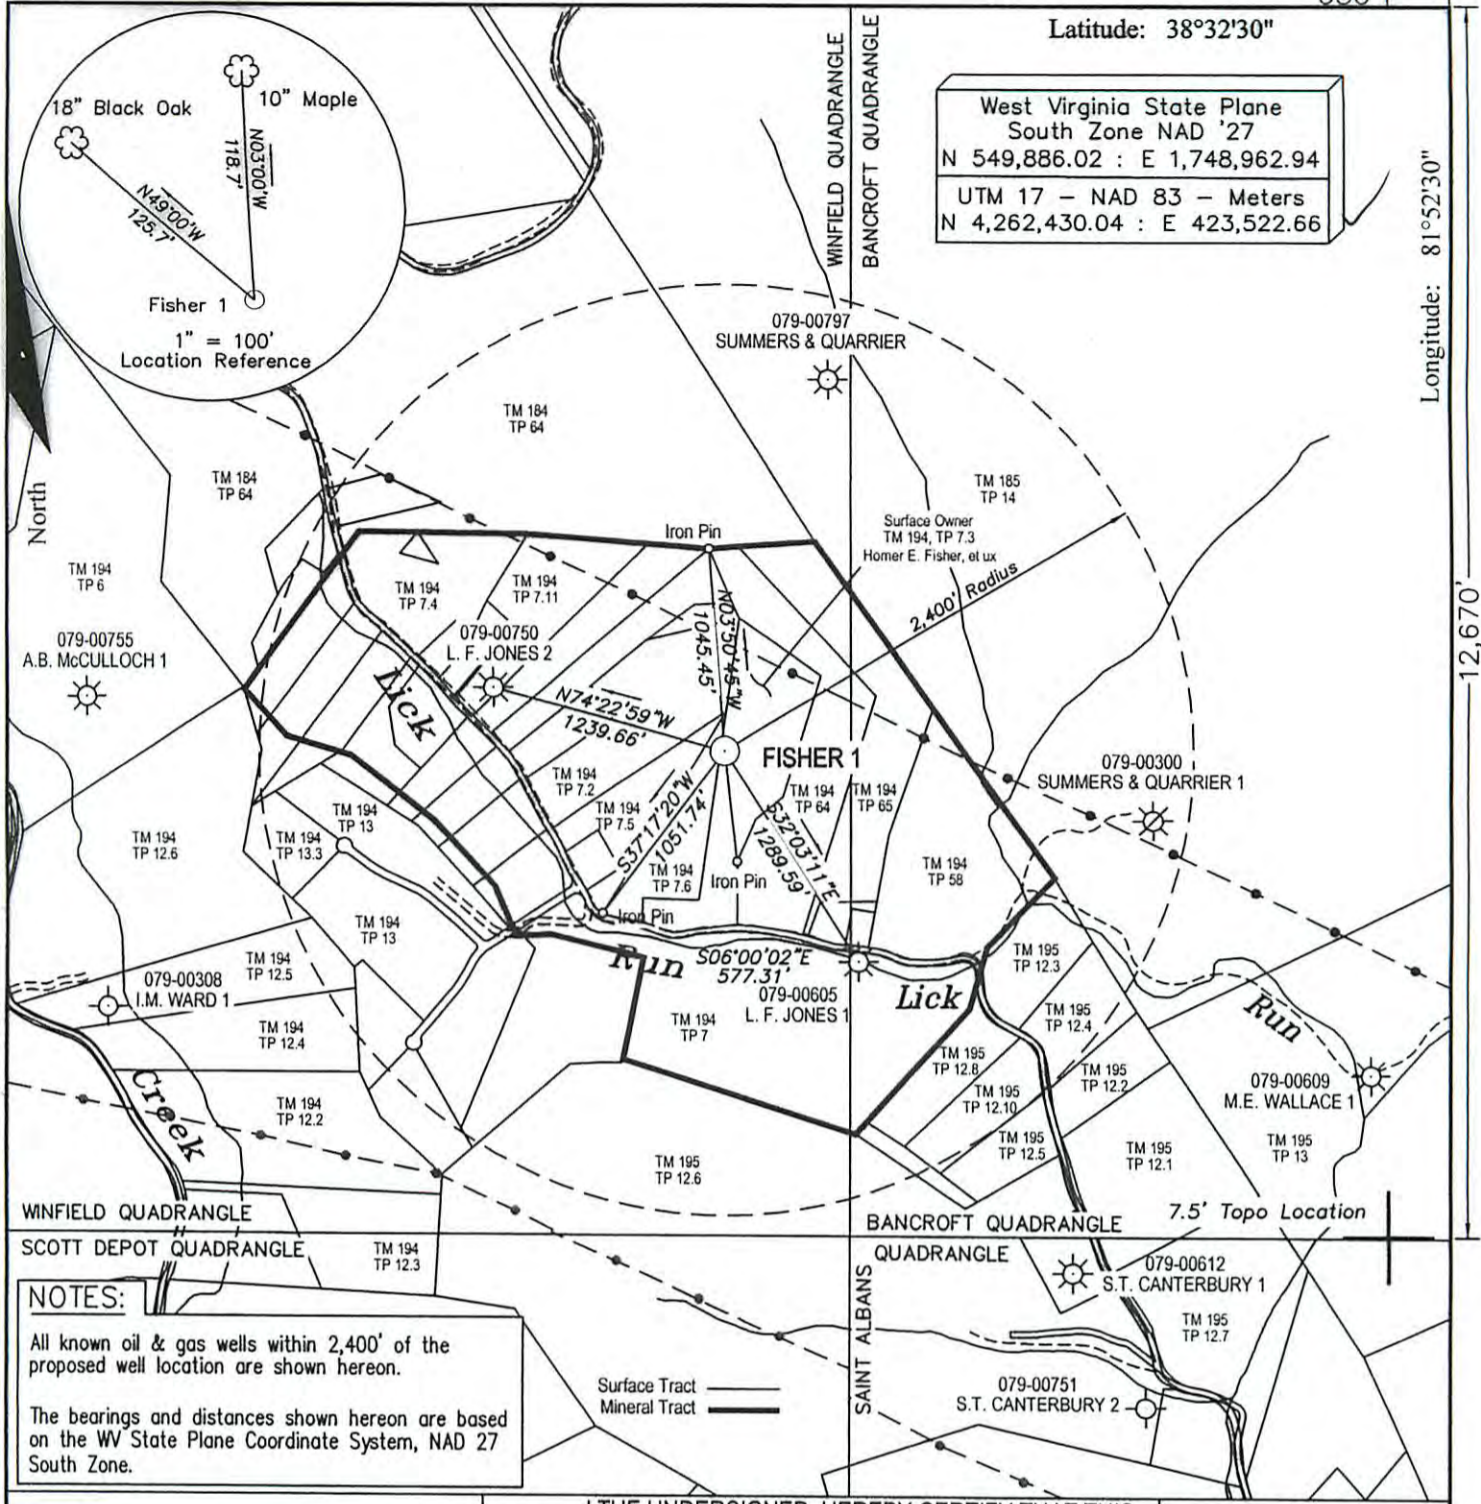 Latitude: 38°32'30"
West Virginia State Plane
South Zone NAD '27
N 549,886.02 : E 1,748,962.94
UTM 17 – NAD 83 – Meters
N 4,262,430.04 : E 423,522.66
Longitude: 81°52'30"
12,670'
WINFIELD QUADRANGLE
BANCROFT QUADRANGLE
18" Black Oak
10" Maple
N03°00'W
118.7'
N49°00'W
125.7'
Fisher 1
1" = 100'
Location Reference
North
079-00797
SUMMERS & QUARRIER
TM 184
TP 64
TM 184
TP 64
TM 185
TP 14
Surface Owner
TM 194, TP 7.3
Homer E. Fisher, et ux
2,400' Radius
Iron Pin
TM 194
TP 6
079-00755
A.B. McCULLOCH 1
TM 194
TP 7.4
TM 194
TP 7.11
079-00750
L. F. JONES 2
Lick
N03°50'45"W
1045.45'
N74°22'59"W
1239.66'
FISHER 1
079-00300
SUMMERS & QUARRIER 1
TM 194
TP 7.2
TM 194
TP 7.5
TM 194
TP 64
TM 194
TP 65
S37°17'20"W
1051.74'
S32°03'11"E
1289.59'
TM 194
TP 13
TM 194
TP 13.3
TM 194
TP 12.6
TM 194
TP 7.6
Iron Pin
TM 194
TP 58
Iron Pin
TM 194
TP 13
Run
S06°00'02"E
577.31'
079-00605
L. F. JONES 1
Lick
TM 195
TP 12.3
TM 194
TP 12.5
079-00308
I.M. WARD 1
TM 194
TP 12.4
TM 194
TP 7
TM 195
TP 12.4
Run
TM 195
TP 12.8
TM 195
TP 12.2
TM 195
TP 12.10
079-00609
M.E. WALLACE 1
Creek
TM 194
TP 12.2
TM 195
TP 12.5
TM 195
TP 12.1
TM 195
TP 13
TM 195
TP 12.6
7.5' Topo Location
WINFIELD QUADRANGLE
BANCROFT QUADRANGLE
SCOTT DEPOT QUADRANGLE
QUADRANGLE
SAINT ALBANS
TM 194
TP 12.3
079-00612
S.T. CANTERBURY 1
TM 195
TP 12.7
NOTES:
All known oil & gas wells within 2,400' of the
proposed well location are shown hereon.
The bearings and distances shown hereon are based
on the WV State Plane Coordinate System, NAD 27
South Zone.
Surface Tract
Mineral Tract
079-00751
S.T. CANTERBURY 2
I THE UNDERSIGNED, HEREBY CERTIFY THAT THIS